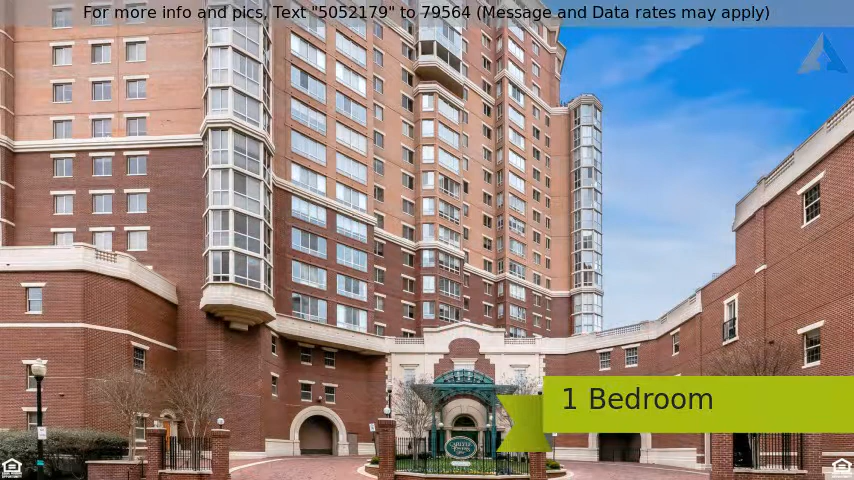 For more info and pics, Text "5052179" to 79564 (Message and Data rates may apply)
1 Bedroom